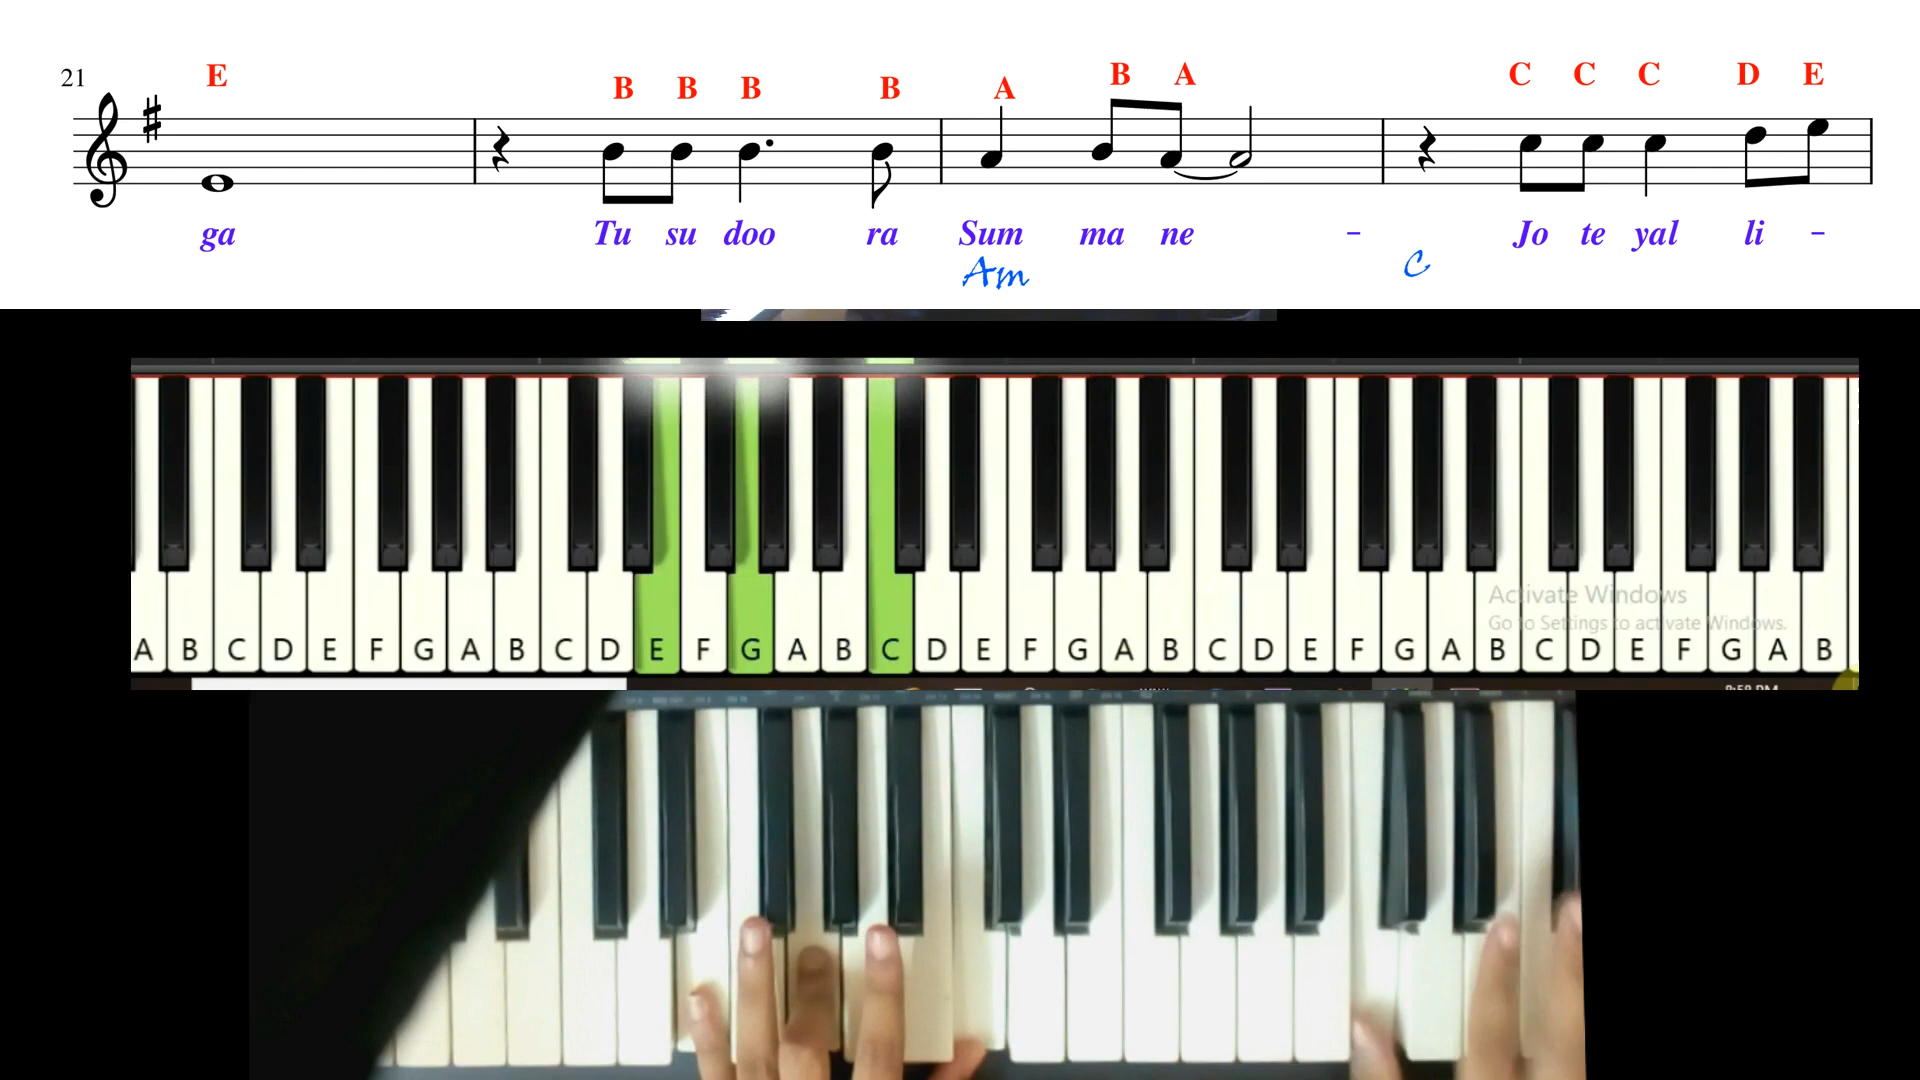 21 E B B B B A B A C C C D E
ga Tu su doo ra Sum ma ne - Jo te yal li -
Am C
Activate Windows
Go to Settings to activate Windows.
A B C D E F G A B C D E F G A B C D E F G A B C D E F G A B C D E F G A B